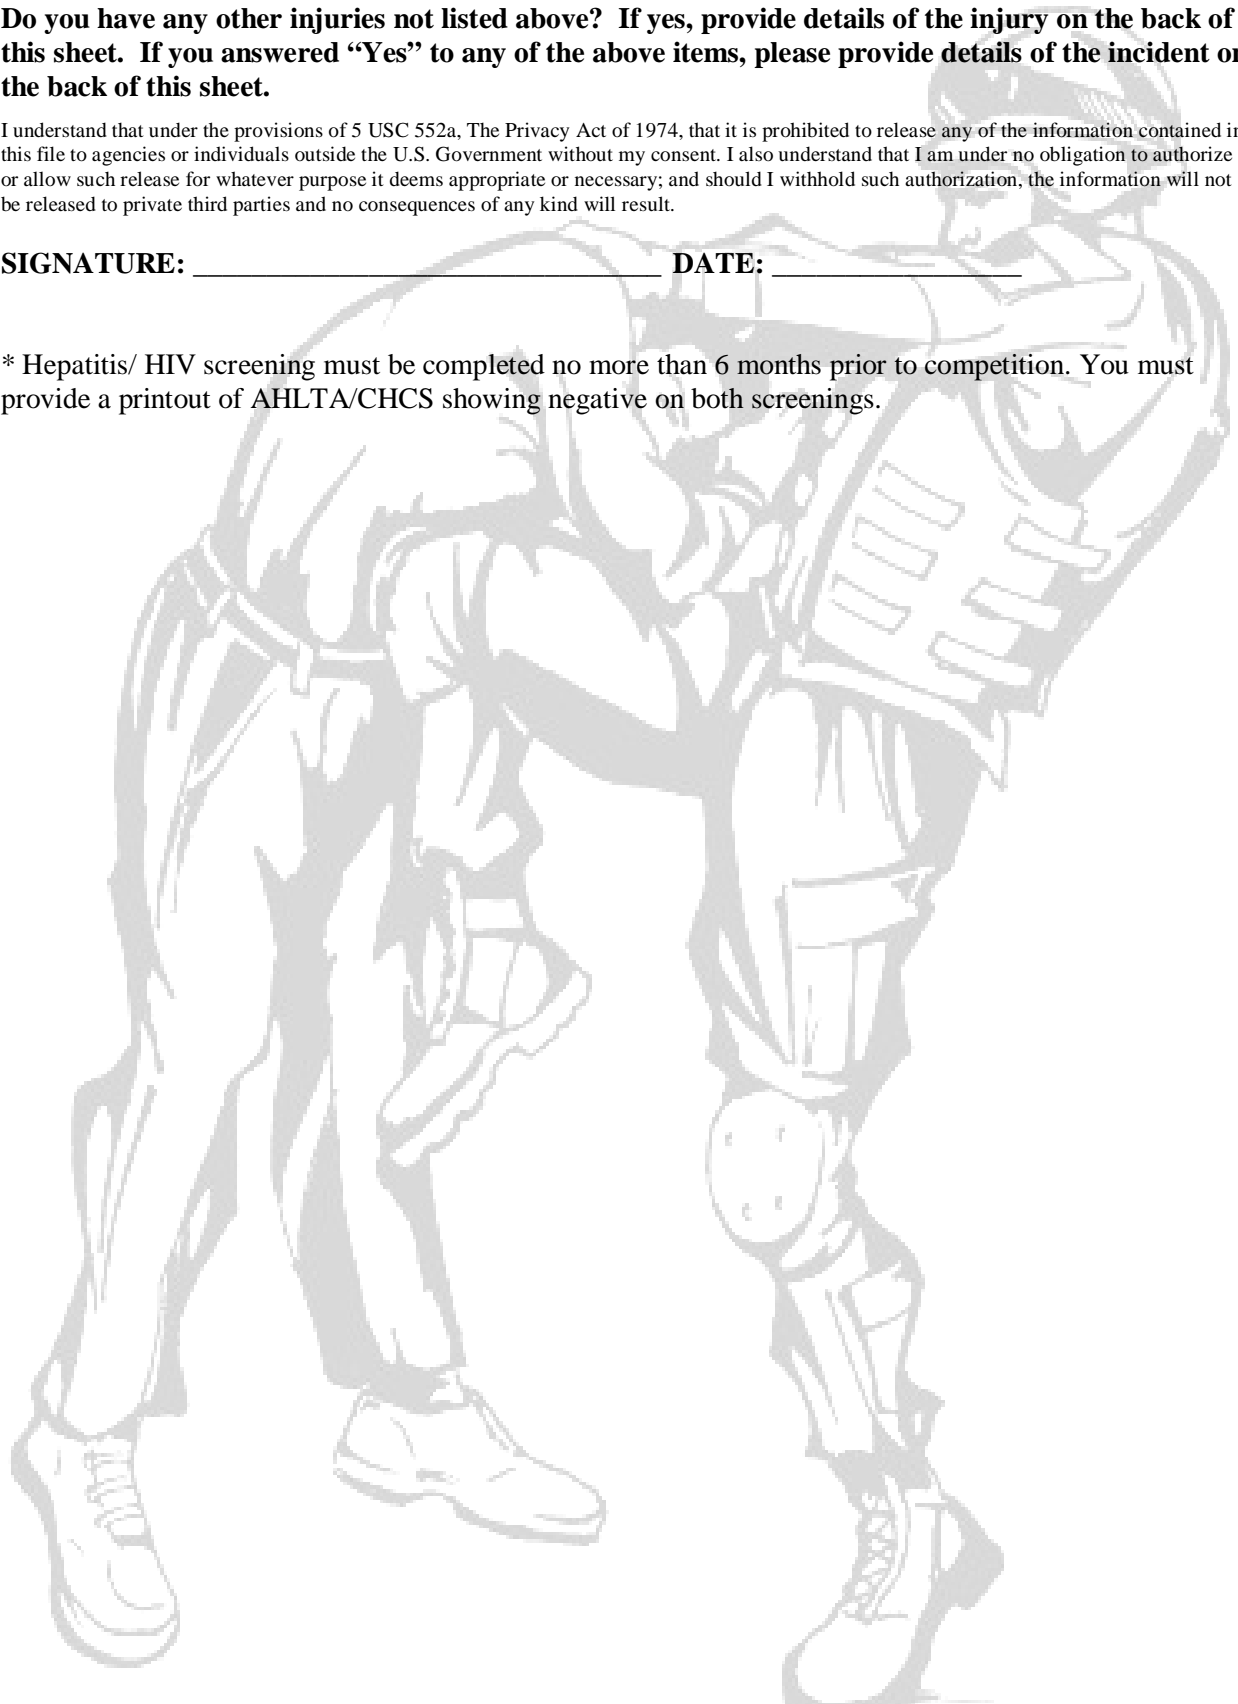 Do you have any other injuries not listed above?  If yes, provide details of the injury on the back of
this sheet.  If you answered “Yes” to any of the above items, please provide details of the incident
the back of this sheet.
I understand that under the provisions of 5 USC 552a, The Privacy Act of 1974, that it is prohibited to release any of the information contained
this file to agencies or individuals outside the U.S. Government without my consent. I also understand that I am under no obligation to authorize
or allow such release for whatever purpose it deems appropriate or necessary; and should I withhold such authorization, the information will not
be released to private third parties and no consequences of any kind will result.
SIGNATURE: ________________________________ DATE: _________________
* Hepatitis/ HIV screening must be completed no more than 6 months prior to competition. You must
provide a printout of AHLTA/CHCS showing negative on both screenings.